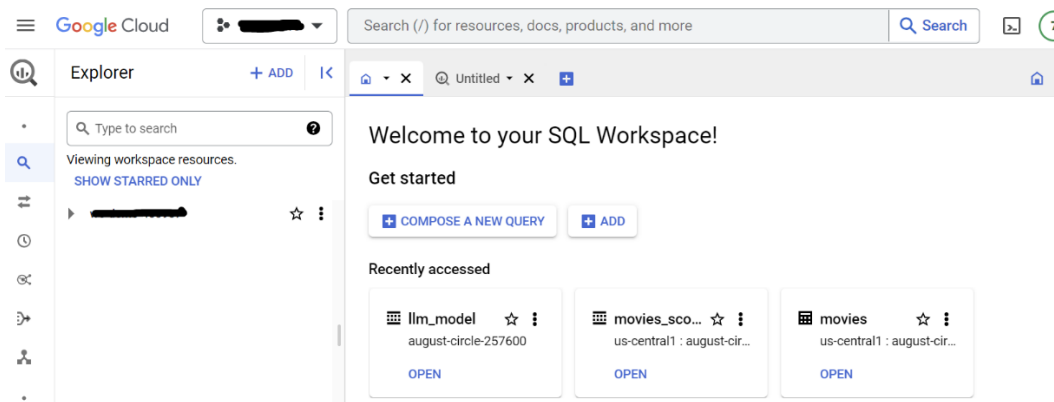 Google Cloud
Search (/) for resources, docs, products, and more
Search
7
Explorer
+ ADD
Untitled
Type to search
Viewing workspace resources.
SHOW STARRED ONLY
Welcome to your SQL Workspace!
Get started
COMPOSE A NEW QUERY
ADD
Recently accessed
llm_model
august-circle-257600
OPEN
movies_sco...
us-central1 : august-cir...
OPEN
movies
us-central1 : august-cir...
OPEN